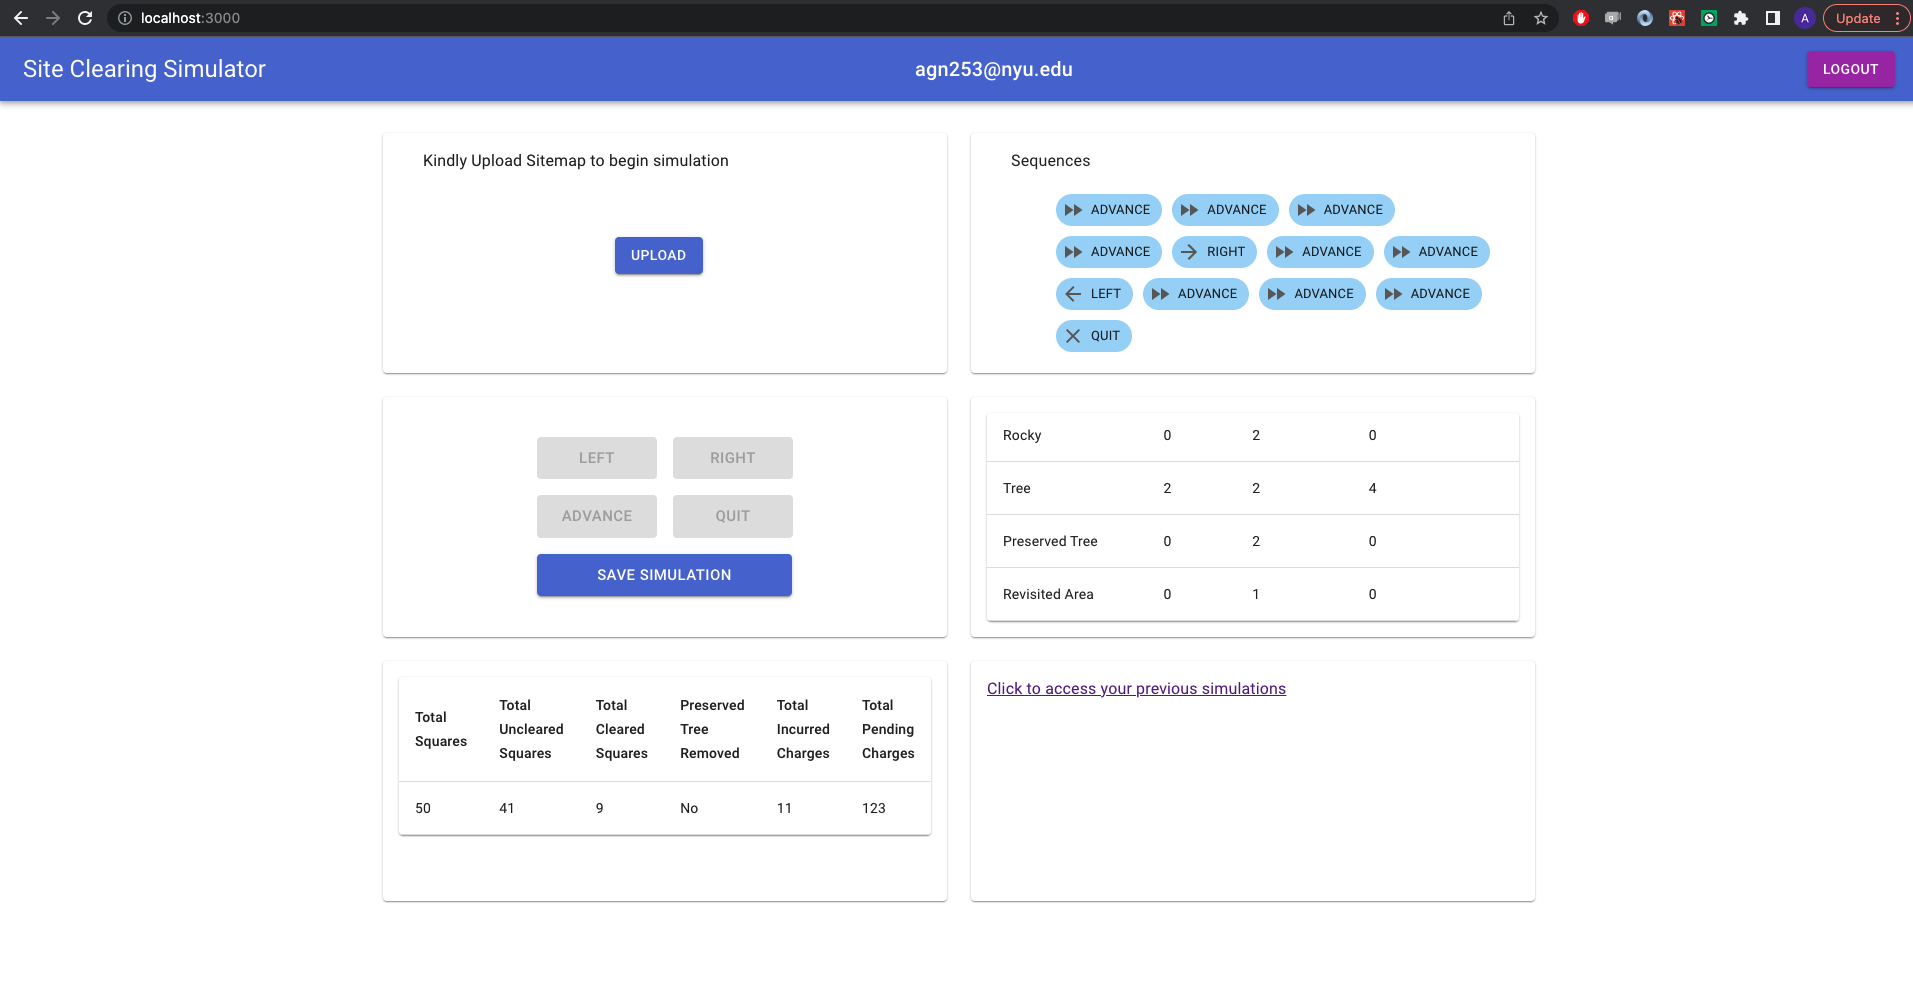 localhost:3000
A
Update
Site Clearing Simulator
agn253@nyu.edu
LOGOUT
Kindly Upload Sitemap to begin simulation
UPLOAD
Sequences
ADVANCE ADVANCE ADVANCE
ADVANCE RIGHT ADVANCE ADVANCE
LEFT ADVANCE ADVANCE ADVANCE
QUIT
LEFT RIGHT
ADVANCE QUIT
SAVE SIMULATION
Rocky 0 2 0
Tree 2 2 4
Preserved Tree 0 2 0
Revisited Area 0 1 0
Total Squares Total Uncleared Squares Total Cleared Squares Preserved Tree Removed Total Incurred Charges Total Pending Charges
50 41 9 No 11 123
Click to access your previous simulations